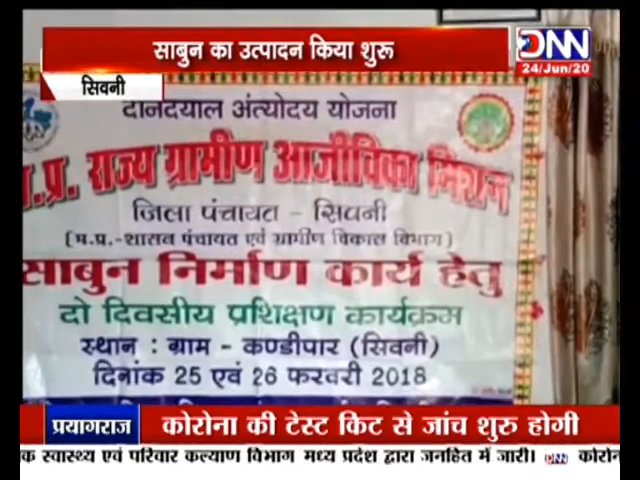 साबुन का उत्पादन किया शुरू
DNN
24/Jun/20
सिवनी
दीनदयाल अंत्योदय योजना
म.प्र. राज्य ग्रामीण आजीविका मिशन
जिला पंचायत - सिवनी
(म.प्र.-शासन पंचायत एवं ग्रामीण विकास विभाग)
साबुन निर्माण कार्य हेतु
दो दिवसीय प्रशिक्षण कार्यक्रम
स्थान : ग्राम - कण्डीपार (सिवनी)
दिनांक 25 एवं 26 फरवरी 2018
प्रयागराज
कोरोना की टेस्ट किट से जांच शुरु होगी
क स्वास्थ्य एवं परिवार कल्याण विभाग मध्य प्रदेश द्वारा जनहित में जारी। DNN कोरोन